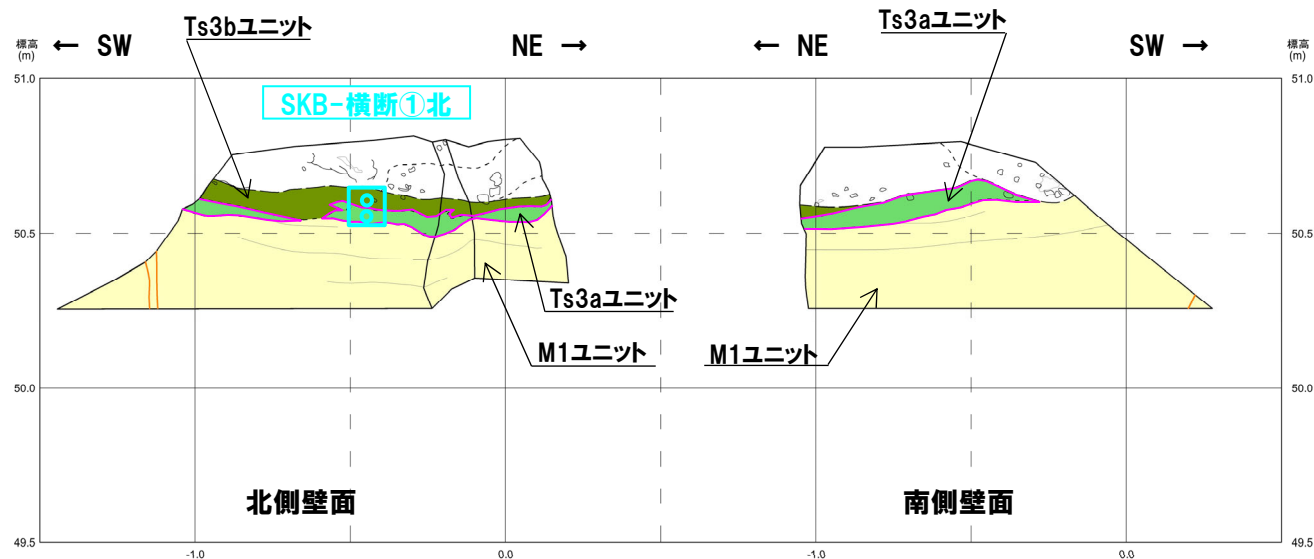 Ts3bユニット
Ts3aユニット
標高
(m)
← SW
NE →
← NE
SW →
標高
(m)
51.0
51.0
SKB-横断①北
50.5
50.5
Ts3aユニット
M1ユニット
M1ユニット
50.0
50.0
北側壁面
南側壁面
49.5
49.5
-1.0
0.0
-1.0
0.0